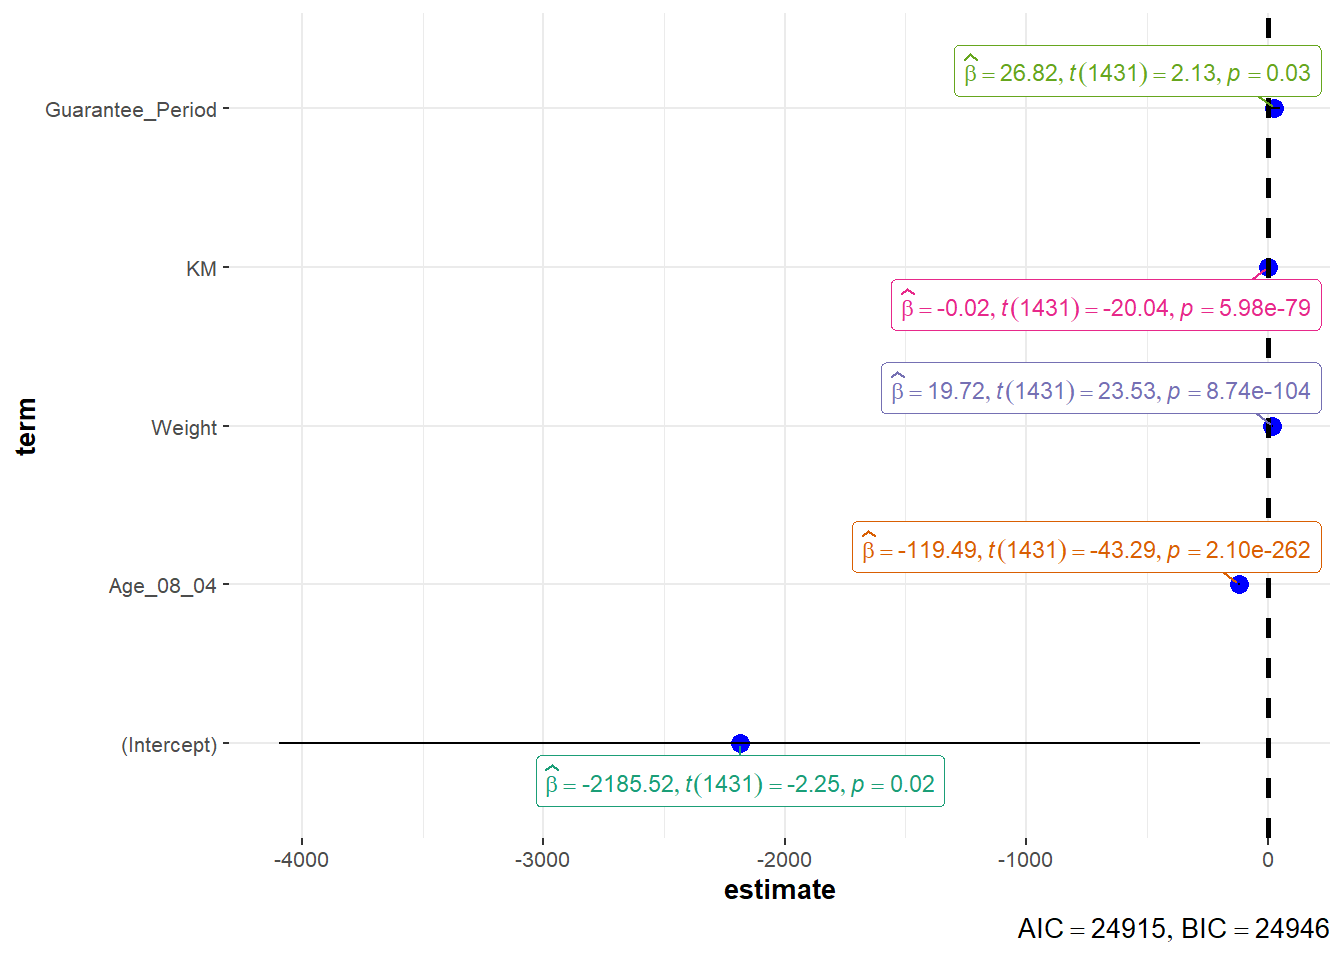 β̂ = 26.82, t(1431) = 2.13, p = 0.03
Guarantee_Period
KM
β̂ = -0.02, t(1431) = -20.04, p = 5.98e-79
β̂ = 19.72, t(1431) = 23.53, p = 8.74e-104
Weight
term
β̂ = -119.49, t(1431) = -43.29, p = 2.10e-262
Age_08_04
(Intercept)
β̂ = -2185.52, t(1431) = -2.25, p = 0.02
-4000 -3000 -2000 -1000 0
estimate
AIC = 24915, BIC = 24946